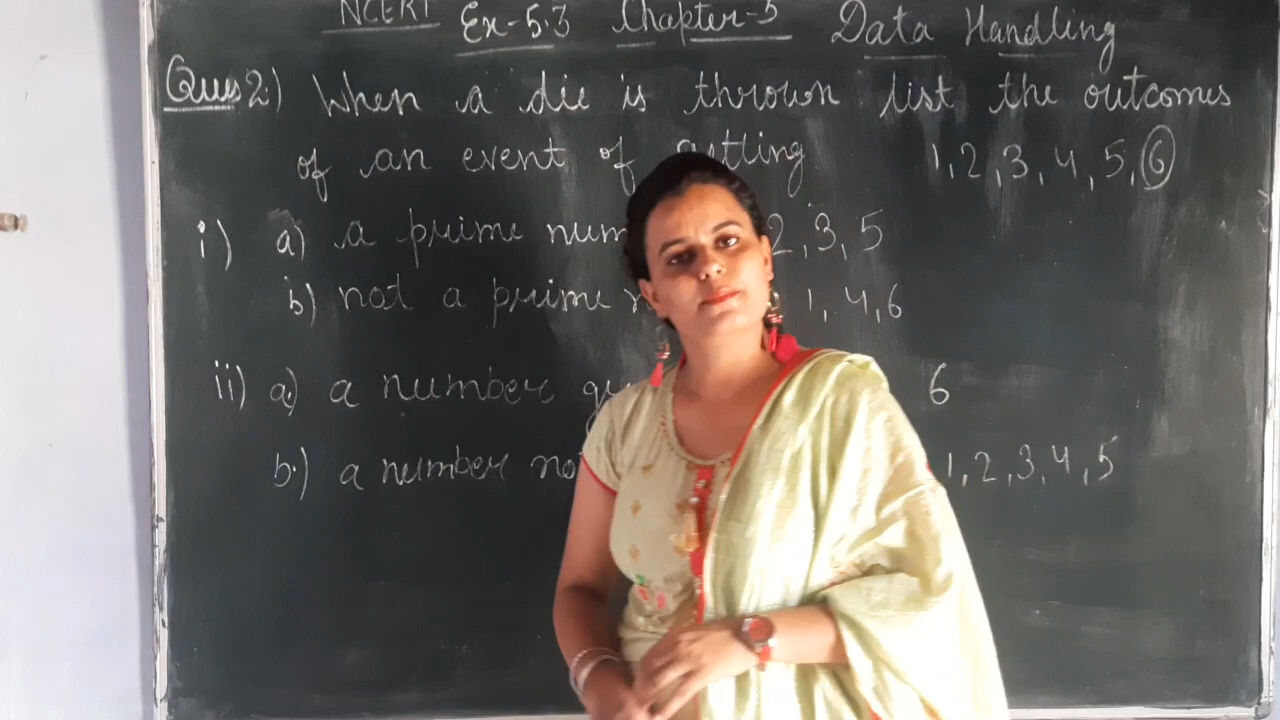 NCERT Ex-5.3 Chapter-5 Data Handling
Ques 2) When a die is thrown list the outcomes
of an event of getting 1, 2, 3, 4, 5, 6
i) a) a prime num 2, 3, 5
b) not a prime 1, 4, 6
ii) a) a number 6
b) a number 1, 2, 3, 4, 5